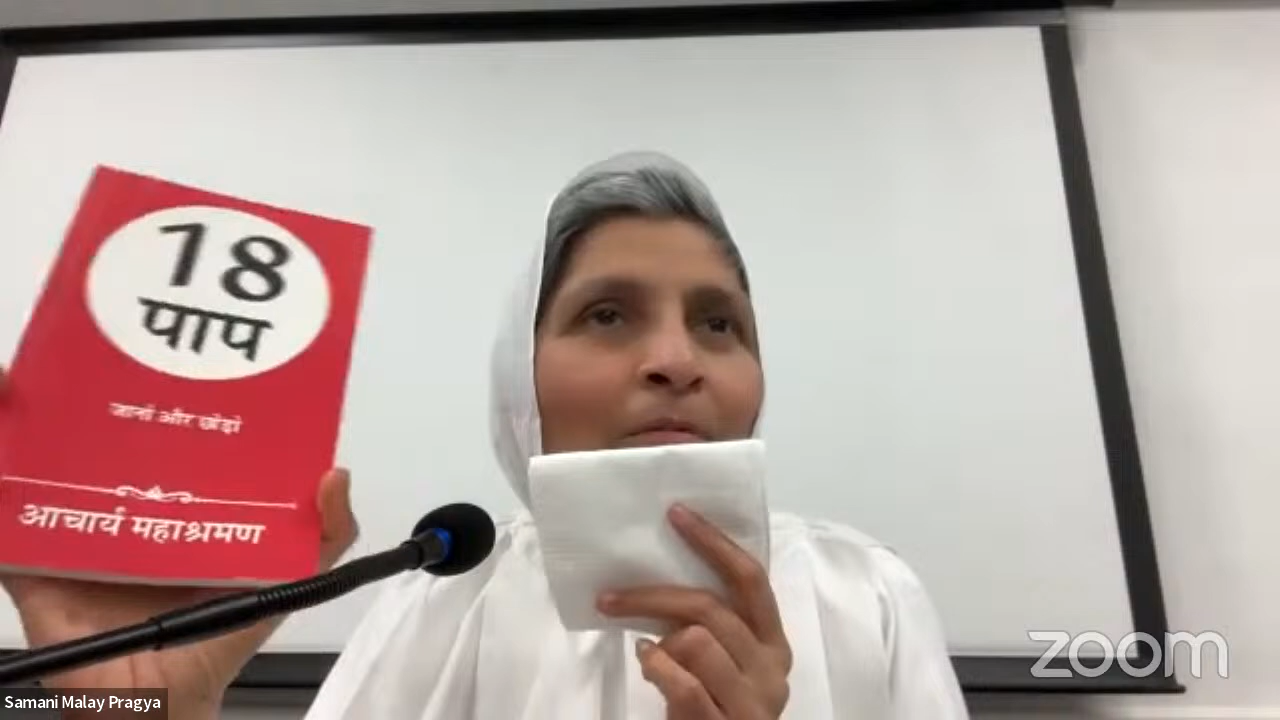 18
पाप
जानो और छोड़ो
आचार्य महाश्रमण
Samani Malay Pragya
zoom